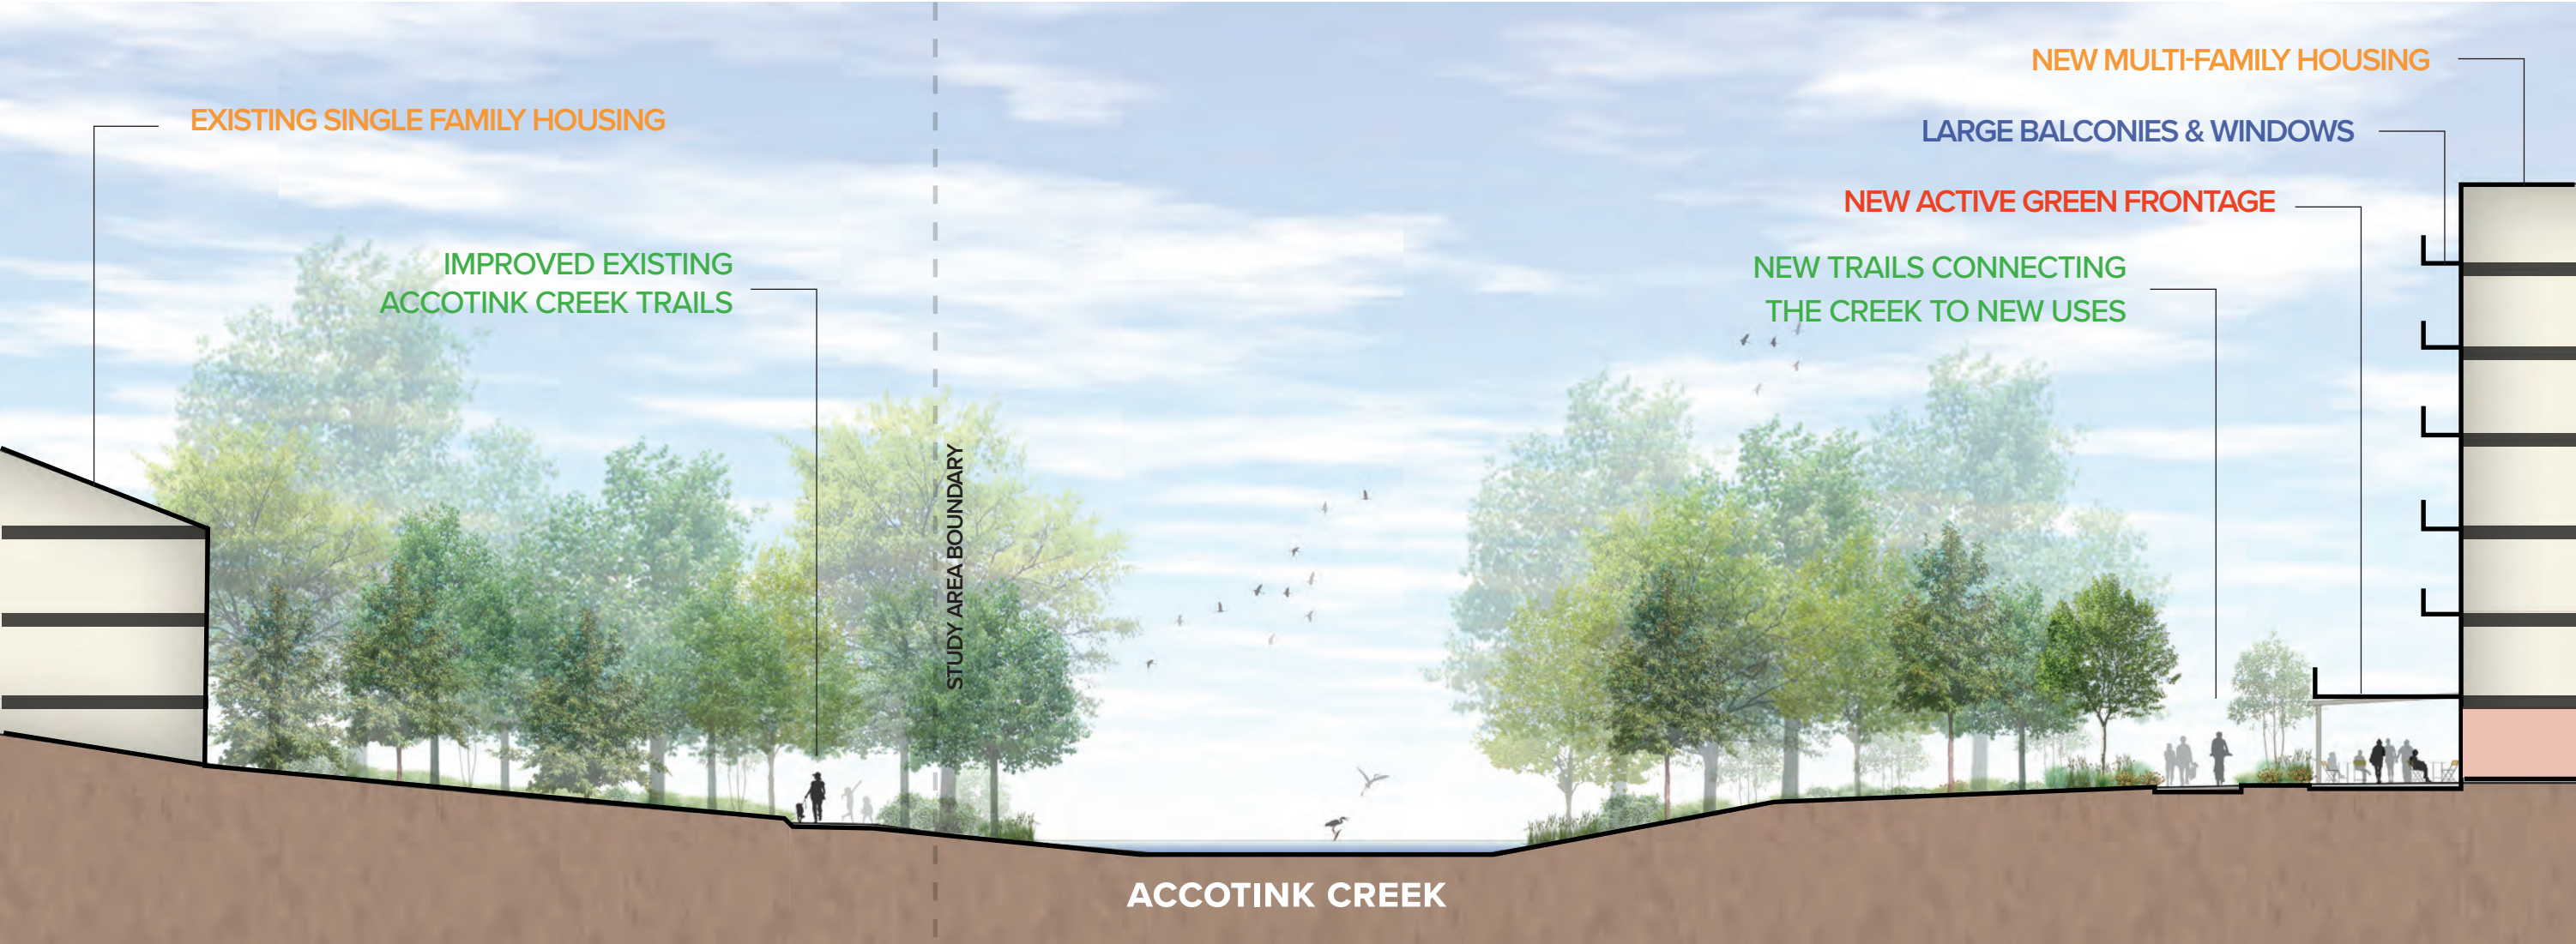 NEW MULTI-FAMILY HOUSING
EXISTING SINGLE FAMILY HOUSING
LARGE BALCONIES & WINDOWS
NEW ACTIVE GREEN FRONTAGE
IMPROVED EXISTING
ACCOTINK CREEK TRAILS
NEW TRAILS CONNECTING
THE CREEK TO NEW USES
STUDY AREA BOUNDARY
ACCOTINK CREEK